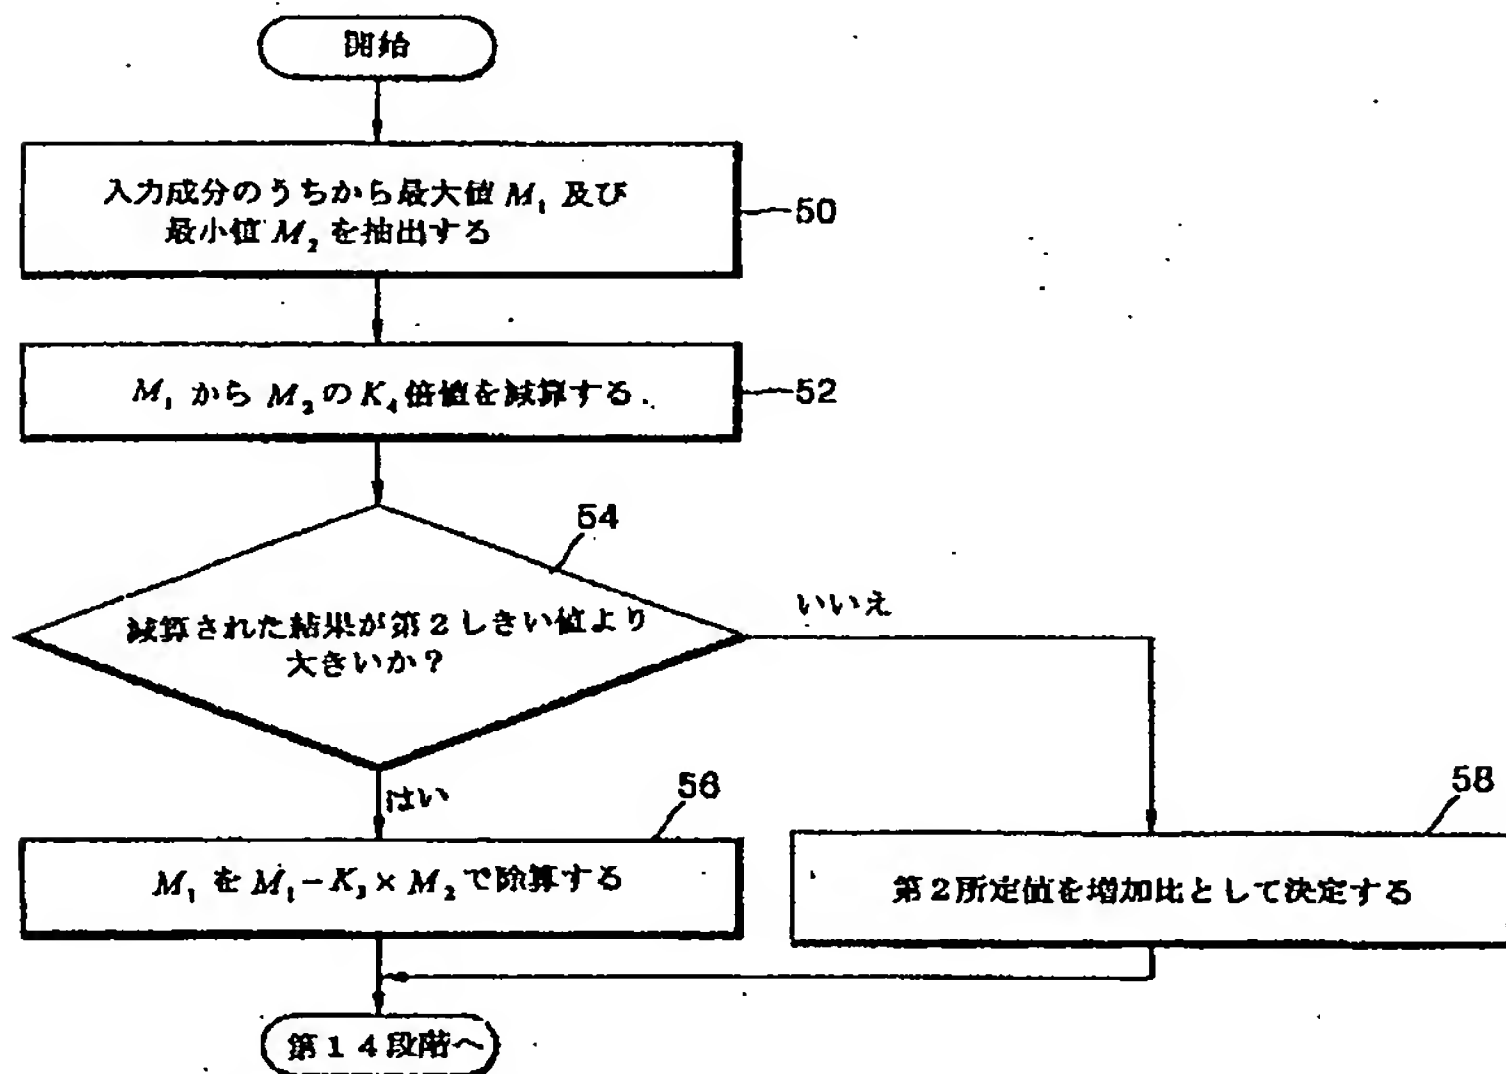 開始
入力成分のうちから最大値 M₁ 及び
最小値 M₂ を抽出する
50
M₁ から M₂ の K₄ 倍値を減算する
52
54
減算された結果が第2しきい値より
大きいか?
いいえ
はい
56
M₁ を M₁ - K₃ × M₂ で除算する
58
第2所定値を増加比として決定する
第14段階へ